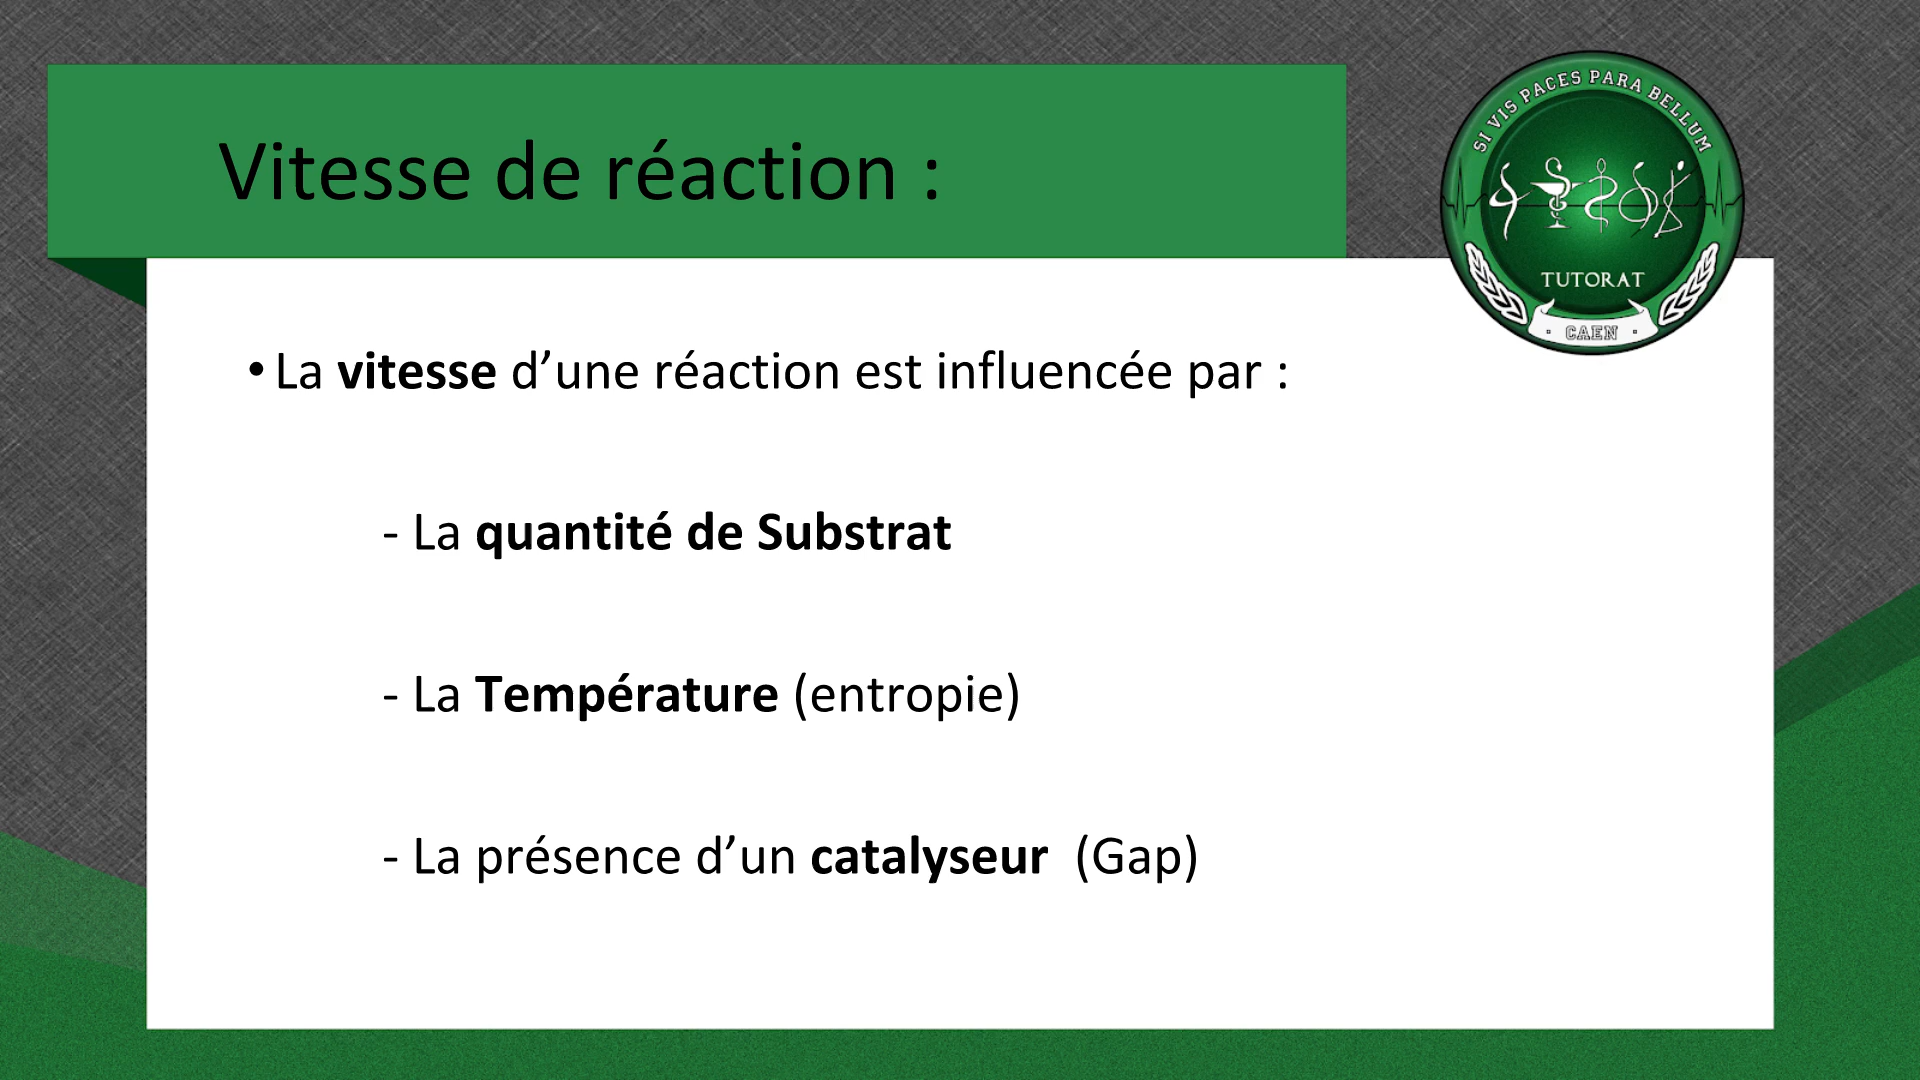 Vitesse de réaction :
SI VIS PACES PARA BELLUM
TUTORAT
· CAEN ·
• La vitesse d’une réaction est influencée par :
- La quantité de Substrat
- La Température (entropie)
- La présence d’un catalyseur (Gap)